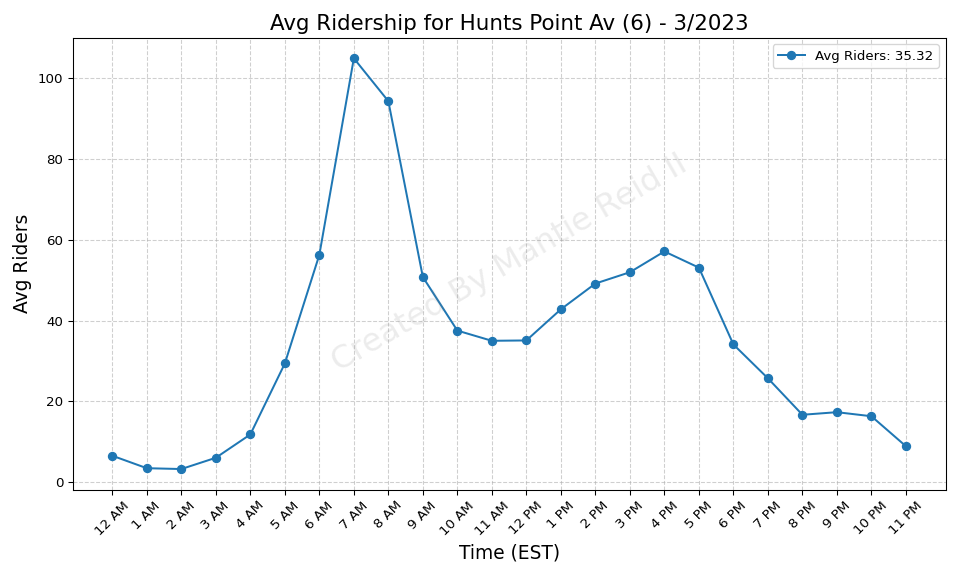 Avg Ridership for Hunts Point Av (6) - 3/2023
Avg Riders: 35.32
Avg Riders
100
80
60
40
20
0
Created By Mantle Reid II
12 AM
1 AM
2 AM
3 AM
4 AM
5 AM
6 AM
7 AM
8 AM
9 AM
10 AM
11 AM
12 PM
1 PM
2 PM
3 PM
4 PM
5 PM
6 PM
7 PM
8 PM
9 PM
10 PM
11 PM
Time (EST)